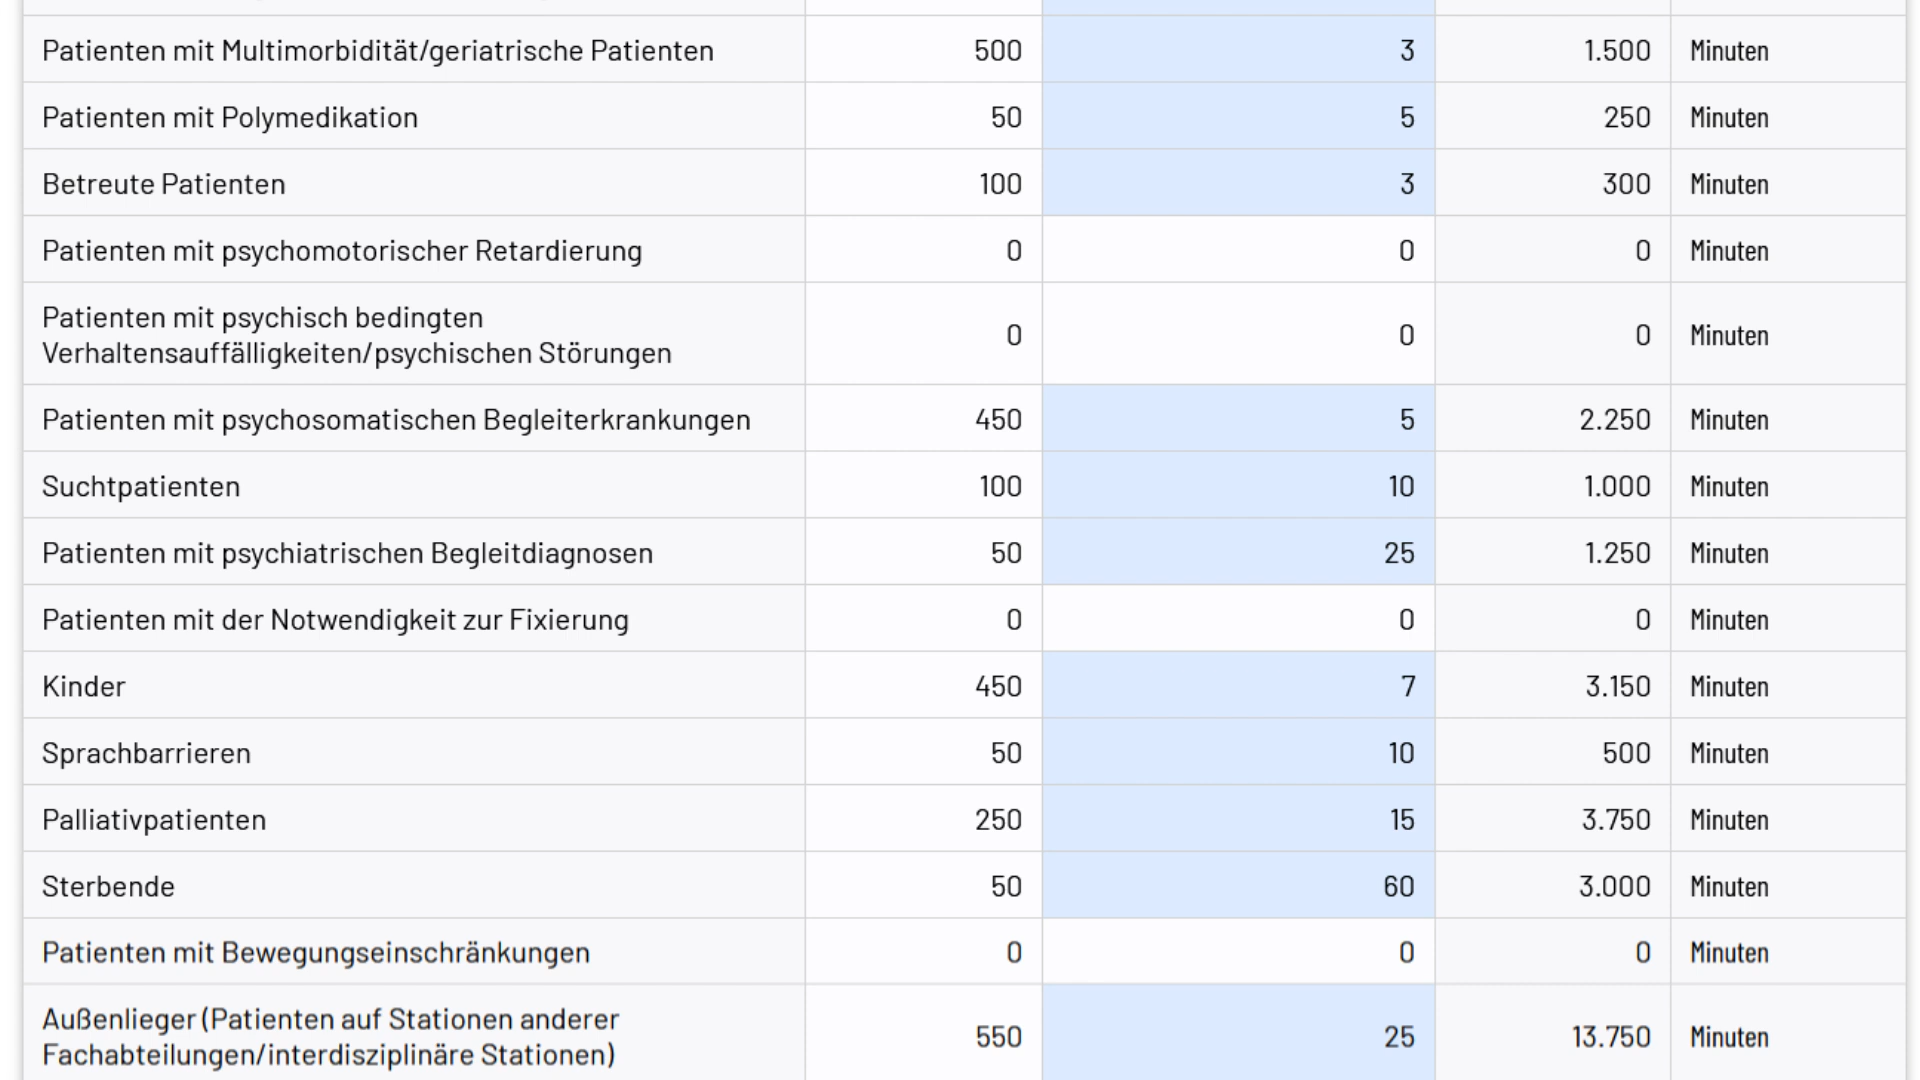 Patienten mit Multimorbidität/geriatrische Patienten 500 3 1.500 Minuten
Patienten mit Polymedikation 50 5 250 Minuten
Betreute Patienten 100 3 300 Minuten
Patienten mit psychomotorischer Retardierung 0 0 0 Minuten
Patienten mit psychisch bedingten
Verhaltensauffälligkeiten/psychischen Störungen 0 0 0 Minuten
Patienten mit psychosomatischen Begleiterkrankungen 450 5 2.250 Minuten
Suchtpatienten 100 10 1.000 Minuten
Patienten mit psychiatrischen Begleitdiagnosen 50 25 1.250 Minuten
Patienten mit der Notwendigkeit zur Fixierung 0 0 0 Minuten
Kinder 450 7 3.150 Minuten
Sprachbarrieren 50 10 500 Minuten
Palliativpatienten 250 15 3.750 Minuten
Sterbende 50 60 3.000 Minuten
Patienten mit Bewegungseinschränkungen 0 0 0 Minuten
Außenlieger (Patienten auf Stationen anderer
Fachabteilungen/interdisziplinäre Stationen) 550 25 13.750 Minuten